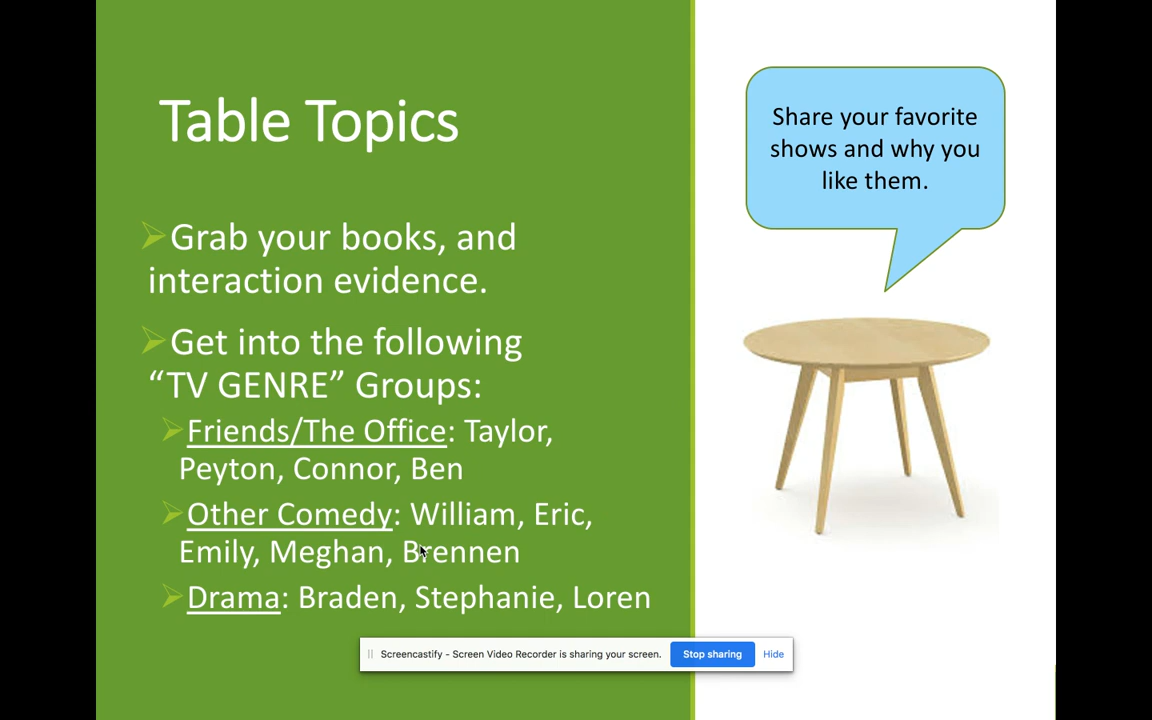 Table Topics
Grab your books, and
interaction evidence.
Get into the following
“TV GENRE” Groups:
Friends/The Office: Taylor,
Peyton, Connor, Ben
Other Comedy: William, Eric,
Emily, Meghan, Brennen
Drama: Braden, Stephanie, Loren
Share your favorite
shows and why you
like them.
Screencastify - Screen Video Recorder is sharing your screen. Stop sharing Hide